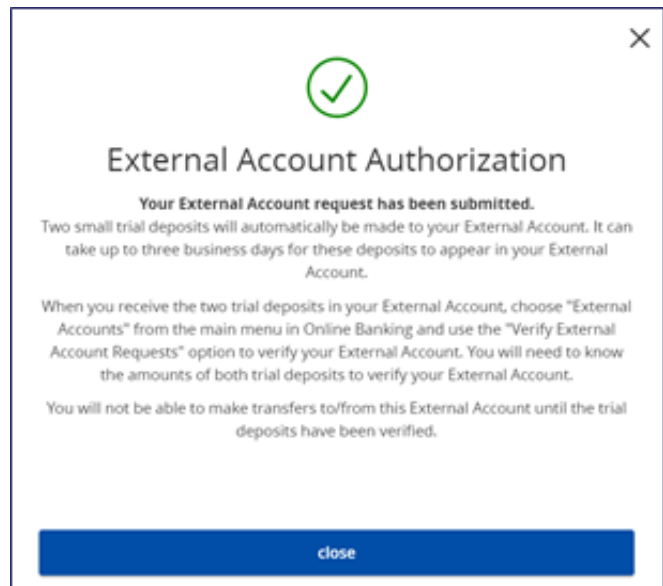 External Account Authorization
Your External Account request has been submitted.
Two small trial deposits will automatically be made to your External Account. It can
take up to three business days for these deposits to appear in your External
Account.
When you receive the two trial deposits in your External Account, choose "External
Accounts" from the main menu in Online Banking and use the "Verify External
Account Requests" option to verify your External Account. You will need to know
the amounts of both trial deposits to verify your External Account.
You will not be able to make transfers to/from this External Account until the trial
deposits have been verified.
close